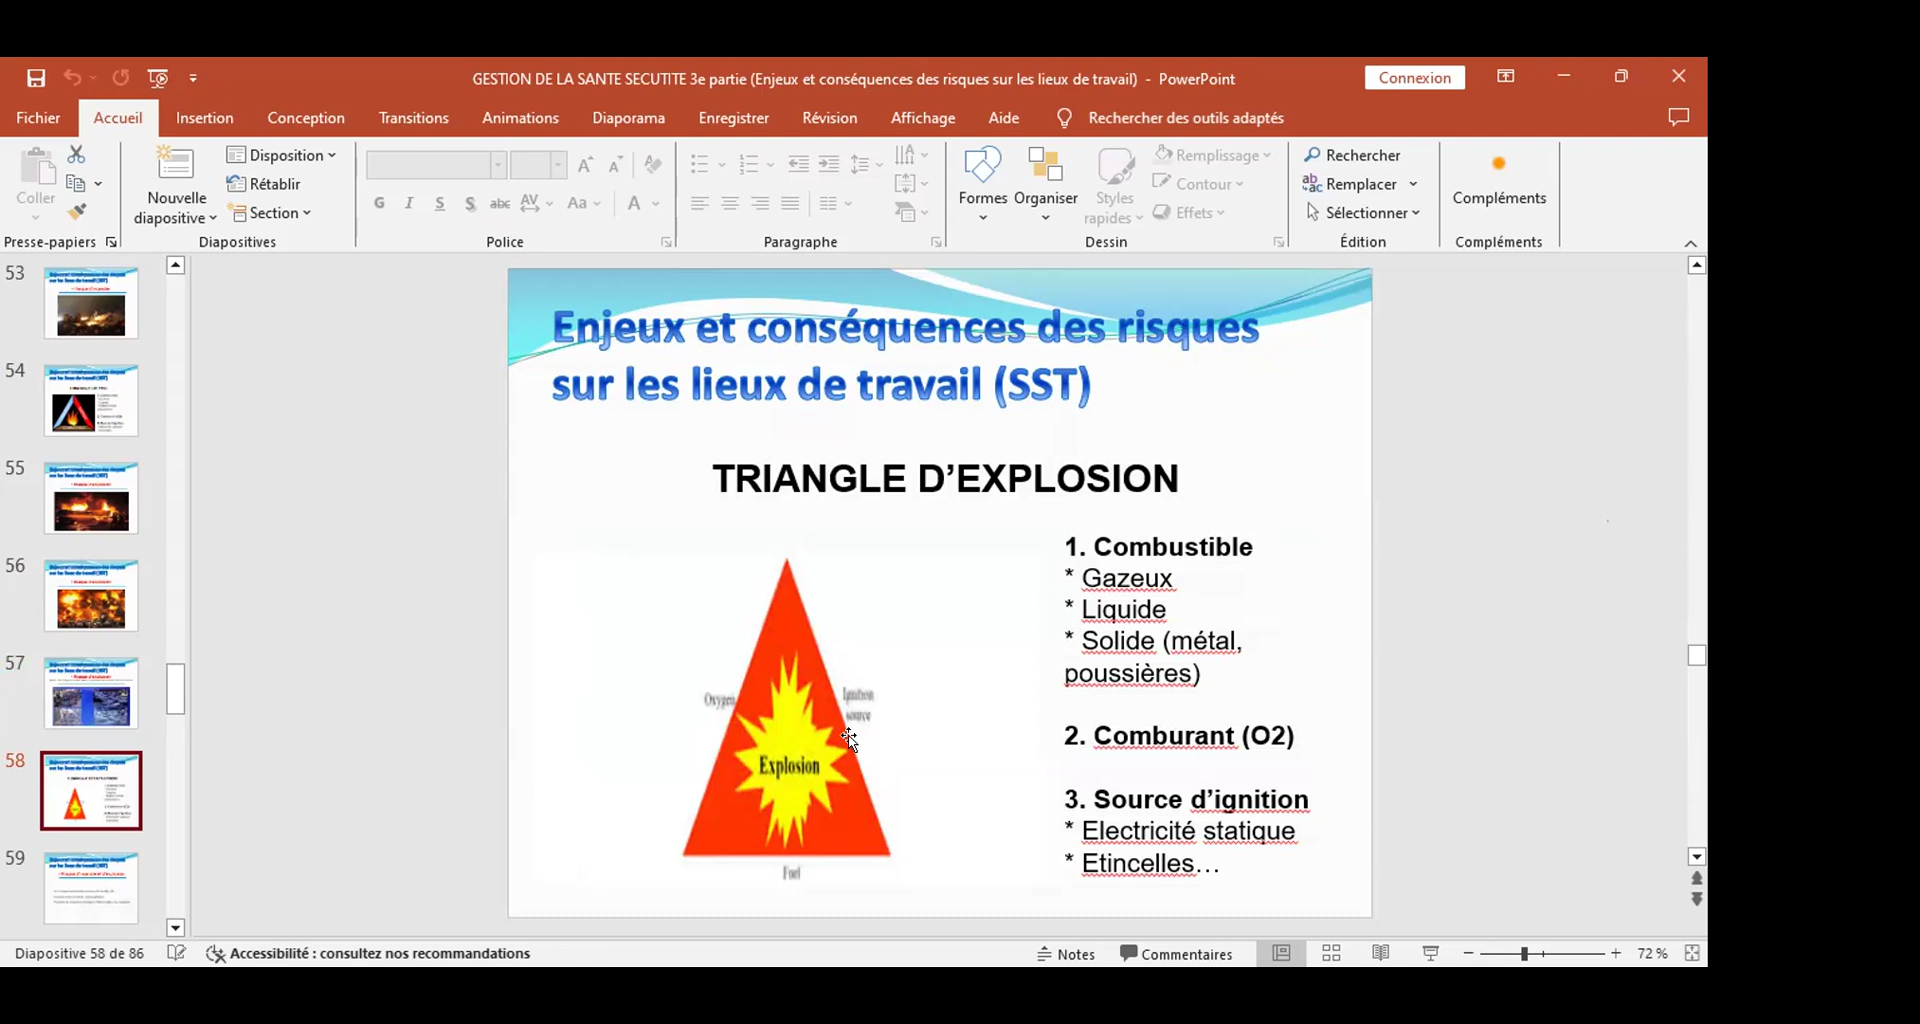 GESTION DE LA SANTE SECUTITE 3e partie (Enjeux et conséquences des risques sur les lieux de travail) - PowerPoint
Connexion
Fichier
Accueil
Insertion
Conception
Transitions
Animations
Diaporama
Enregistrer
Révision
Affichage
Aide
Rechercher des outils adaptés
Coller
Nouvelle
diapositive
Disposition
Rétablir
Section
G I S S abc AV Aa A
Formes
Organiser
Styles
rapides
Remplissage
Contour
Effets
Rechercher
Remplacer
Sélectionner
Compléments
Presse-papiers
Diapositives
Police
Paragraphe
Dessin
Édition
Compléments
53
54
55
56
57
58
59
Enjeux et conséquences des risques
sur les lieux de travail (SST)
TRIANGLE D’EXPLOSION
Oxygen
Ignition
source
Explosion
Fuel
1. Combustible
* Gazeux
* Liquide
* Solide (métal,
poussières)
2. Comburant (O2)
3. Source d’ignition
* Electricité statique
* Etincelles…
Diapositive 58 de 86
Accessibilité : consultez nos recommandations
Notes
Commentaires
72 %